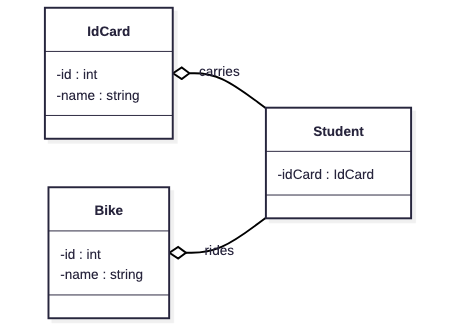 IdCard
-id : int
-name : string
carries
Student
-idCard : IdCard
Bike
-id : int
-name : string
rides